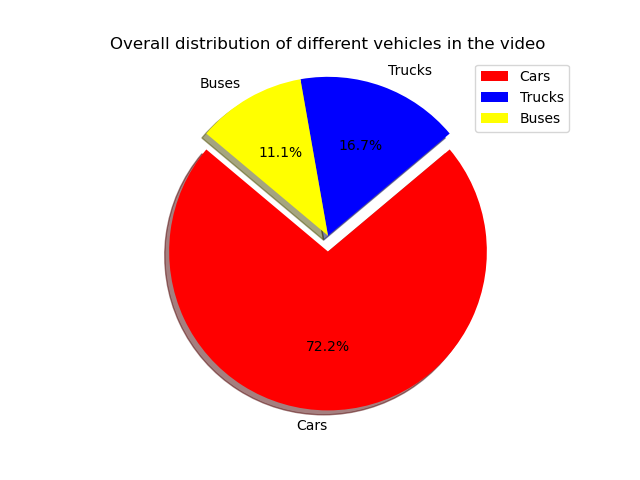 Overall distribution of different vehicles in the video
Trucks
Buses
Cars
Trucks
Buses
16.7%
11.1%
72.2%
Cars